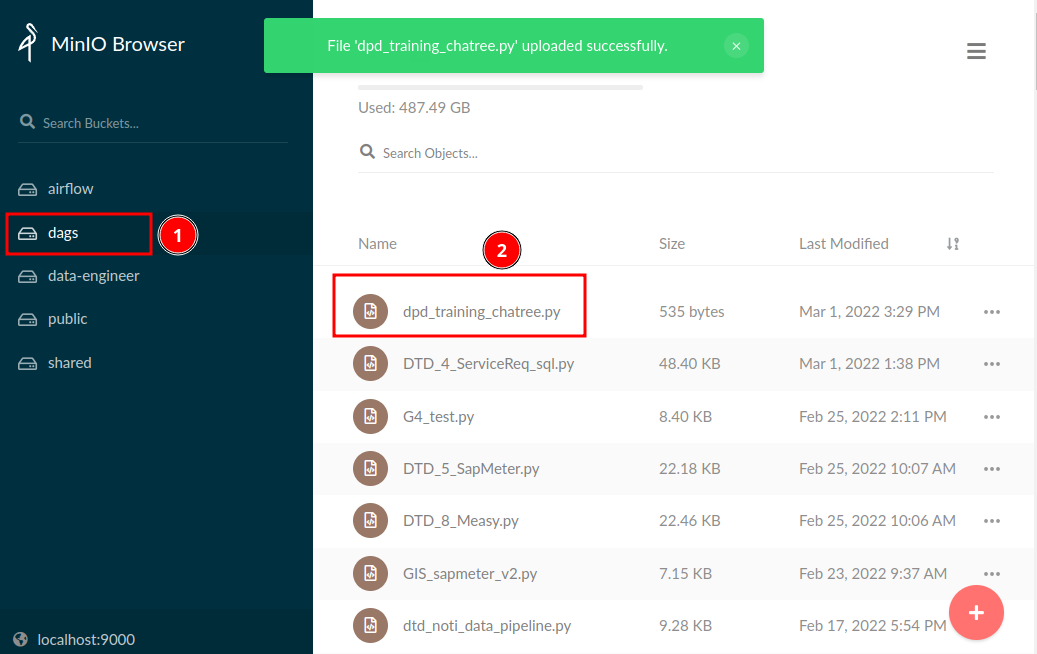 MinIO Browser
File 'dpd_training_chatree.py' uploaded successfully.
Used: 487.49 GB
Search Buckets...
Search Objects...
airflow
dags
1
data-engineer
public
shared
Name Size Last Modified
2
dpd_training_chatree.py 535 bytes Mar 1, 2022 3:29 PM
DTD_4_ServiceReq_sql.py 48.40 KB Mar 1, 2022 1:38 PM
G4_test.py 8.40 KB Feb 25, 2022 2:11 PM
DTD_5_SapMeter.py 22.18 KB Feb 25, 2022 10:07 AM
DTD_8_Measy.py 22.46 KB Feb 25, 2022 10:06 AM
GIS_sapmeter_v2.py 7.15 KB Feb 23, 2022 9:37 AM
dtd_noti_data_pipeline.py 9.28 KB Feb 17, 2022 5:54 PM
localhost:9000